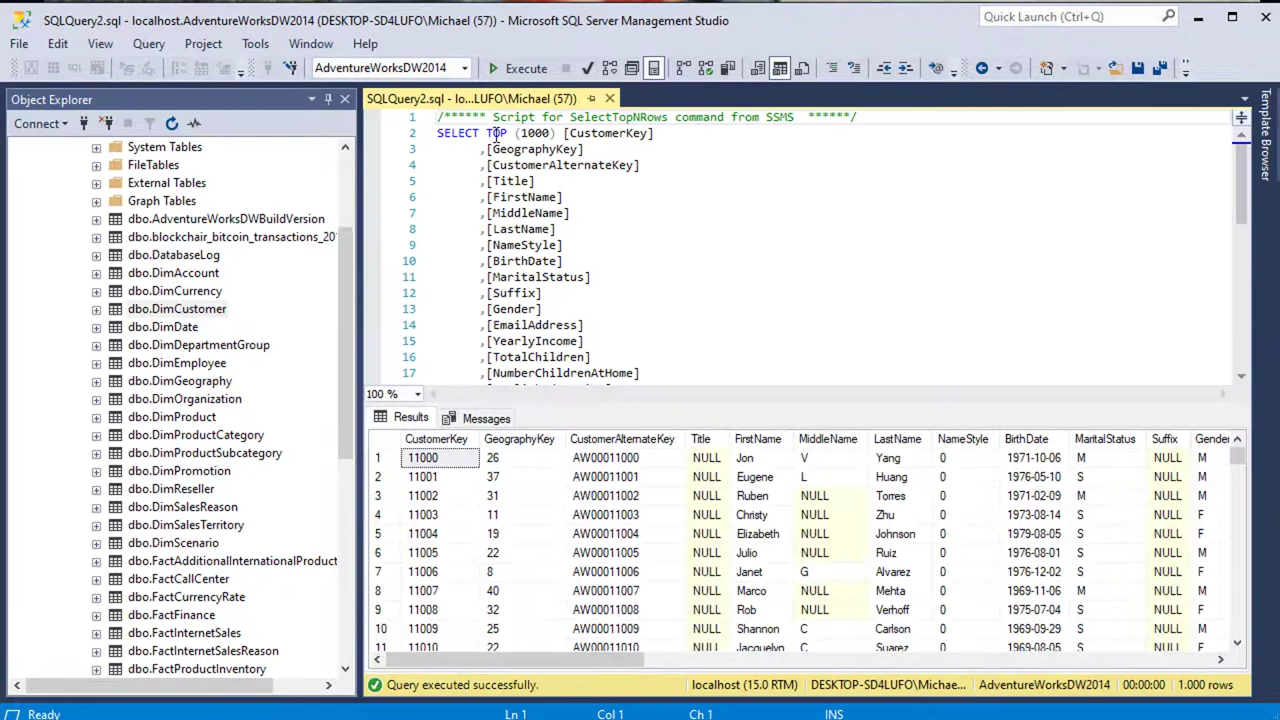 SQLQuery2.sql - localhost.AdventureWorksDW2014 (DESKTOP-SD4LUFO\Michael (57)) - Microsoft SQL Server Management Studio
Quick Launch (Ctrl+Q)
File Edit View Query Project Tools Window Help
AdventureWorksDW2014 Execute
Object Explorer
Connect
System Tables
FileTables
External Tables
Graph Tables
dbo.AdventureWorksDWBuildVersion
dbo.blockchair_bitcoin_transactions_20
dbo.DatabaseLog
dbo.DimAccount
dbo.DimCurrency
dbo.DimCustomer
dbo.DimDate
dbo.DimDepartmentGroup
dbo.DimEmployee
dbo.DimGeography
dbo.DimOrganization
dbo.DimProduct
dbo.DimProductCategory
dbo.DimProductSubcategory
dbo.DimPromotion
dbo.DimReseller
dbo.DimSalesReason
dbo.DimSalesTerritory
dbo.DimScenario
dbo.FactAdditionalInternationalProduct
dbo.FactCallCenter
dbo.FactCurrencyRate
dbo.FactFinance
dbo.FactInternetSales
dbo.FactInternetSalesReason
dbo.FactProductInventory
SQLQuery2.sql - lo...LUFO\Michael (57))
1 /****** Script for SelectTopNRows command from SSMS ******/
2 SELECT TOP (1000) [CustomerKey]
3 ,[GeographyKey]
4 ,[CustomerAlternateKey]
5 ,[Title]
6 ,[FirstName]
7 ,[MiddleName]
8 ,[LastName]
9 ,[NameStyle]
10 ,[BirthDate]
11 ,[MaritalStatus]
12 ,[Suffix]
13 ,[Gender]
14 ,[EmailAddress]
15 ,[YearlyIncome]
16 ,[TotalChildren]
17 ,[NumberChildrenAtHome]
100 %
Results Messages
CustomerKey GeographyKey CustomerAlternateKey Title FirstName MiddleName LastName NameStyle BirthDate MaritalStatus Suffix Gender
1 11000 26 AW00011000 NULL Jon V Yang 0 1971-10-06 M NULL M
2 11001 37 AW00011001 NULL Eugene L Huang 0 1976-05-10 S NULL M
3 11002 31 AW00011002 NULL Ruben NULL Torres 0 1971-02-09 M NULL M
4 11003 11 AW00011003 NULL Christy NULL Zhu 0 1973-08-14 S NULL F
5 11004 19 AW00011004 NULL Elizabeth NULL Johnson 0 1979-08-05 S NULL F
6 11005 22 AW00011005 NULL Julio NULL Ruiz 0 1976-08-01 S NULL M
7 11006 8 AW00011006 NULL Janet G Alvarez 0 1976-12-02 S NULL F
8 11007 40 AW00011007 NULL Marco NULL Mehta 0 1969-11-06 M NULL M
9 11008 32 AW00011008 NULL Rob NULL Verhoff 0 1975-07-04 S NULL F
10 11009 25 AW00011009 NULL Shannon C Carlson 0 1969-09-29 S NULL M
11 11010 22 AW00011010 NULL Jacquelyn C Suarez 0 1969-08-05 S NULL F
Query executed successfully. localhost (15.0 RTM) DESKTOP-SD4LUFO\Michae... AdventureWorksDW2014 00:00:00 1.000 rows
Ready Ln 1 Col 1 Ch 1 INS
Template Browser